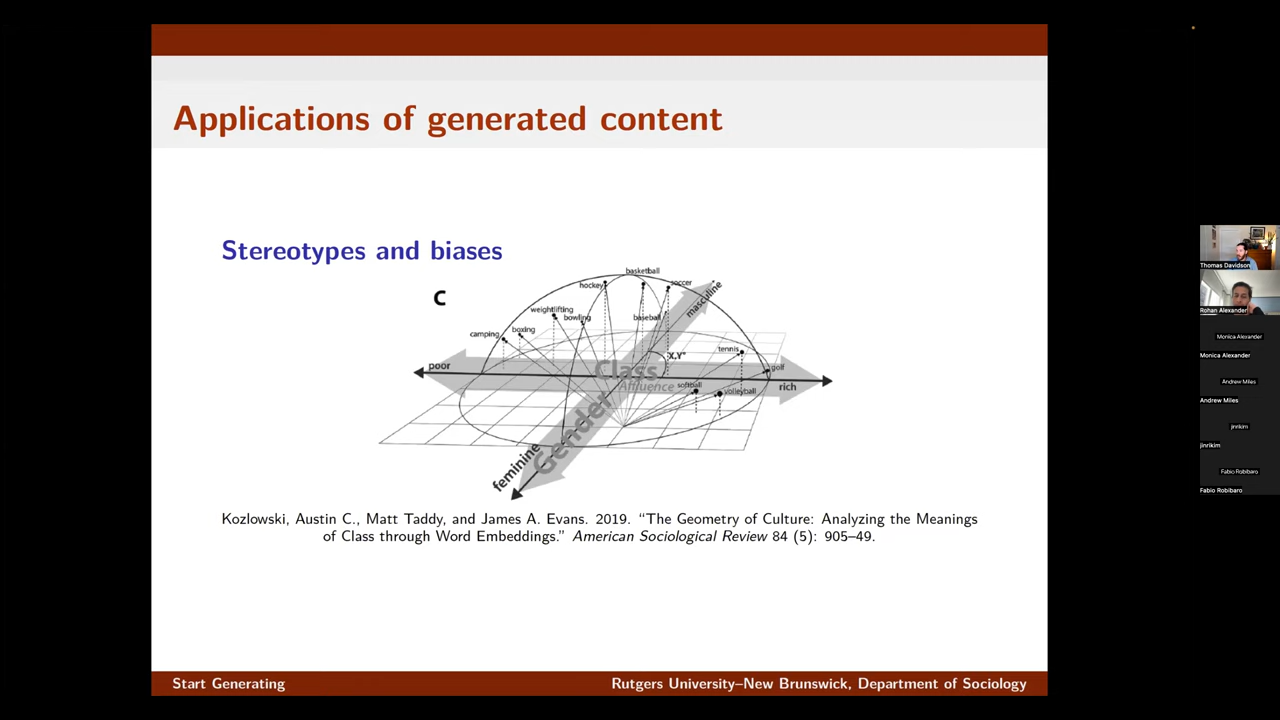 Applications of generated content
Stereotypes and biases
C
basketball
hockey
soccer
masculine
weightlifting
bowling
baseball
camping
boxing
X,Y"
tennis
poor
Class
golf
Affluence
softball
rich
volleyball
Gender
feminine
Kozlowski, Austin C., Matt Taddy, and James A. Evans. 2019. “The Geometry of Culture: Analyzing the Meanings
of Class through Word Embeddings.” American Sociological Review 84 (5): 905–49.
Start Generating
Rutgers University–New Brunswick, Department of Sociology
Thomas Davidson
Rohan Alexander
Monica Alexander
Monica Alexander
Andrew Miles
Andrew Miles
jinrikim
jinrikim
Fabio Robibaro
Fabio Robibaro